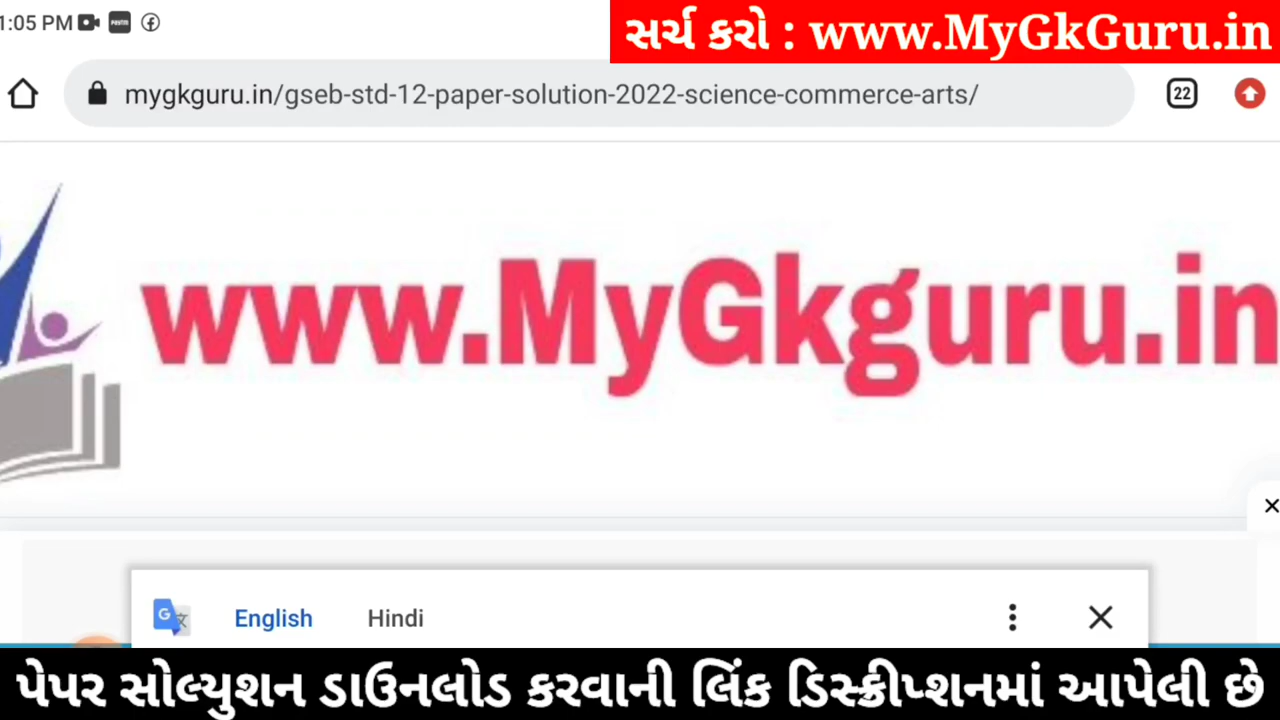 1:05 PM
સર્ચ કરો : www.MyGkGuru.in
mygkguru.in/gseb-std-12-paper-solution-2022-science-commerce-arts/
22
www.MyGkguru.in
English Hindi
પેપર સોલ્યુશન ડાઉનલોડ કરવાની લિંક ડિસ્ક્રીપ્શનમાં આપેલી છે